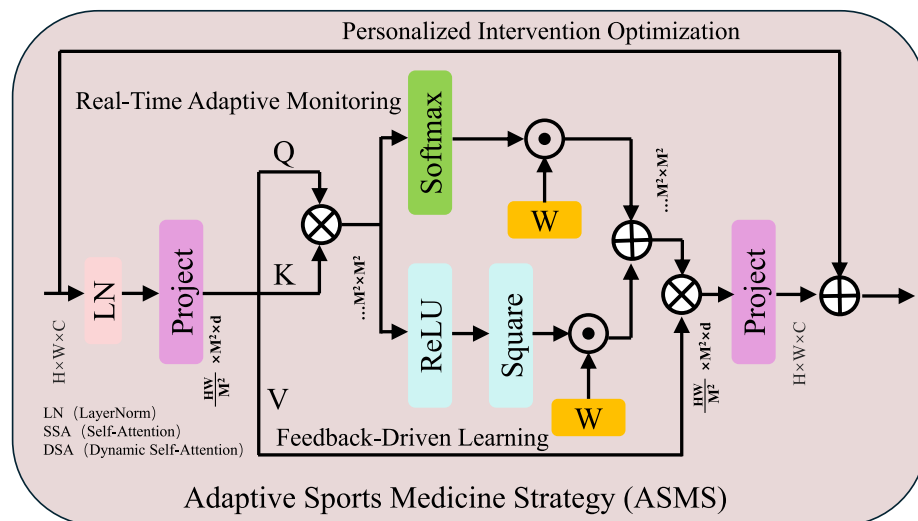 Personalized Intervention Optimization
Real-Time Adaptive Monitoring
Softmax
Q
W
...M²×M²
LN
Project
K
...M²×M²
ReLU
Square
W
Project
H×W×C
HW/M² ×M²×d
HW/M² ×M²×d
H×W×C
V
LN（LayerNorm）
SSA（Self-Attention）
DSA（Dynamic Self-Attention）
Feedback-Driven Learning
Adaptive Sports Medicine Strategy (ASMS)